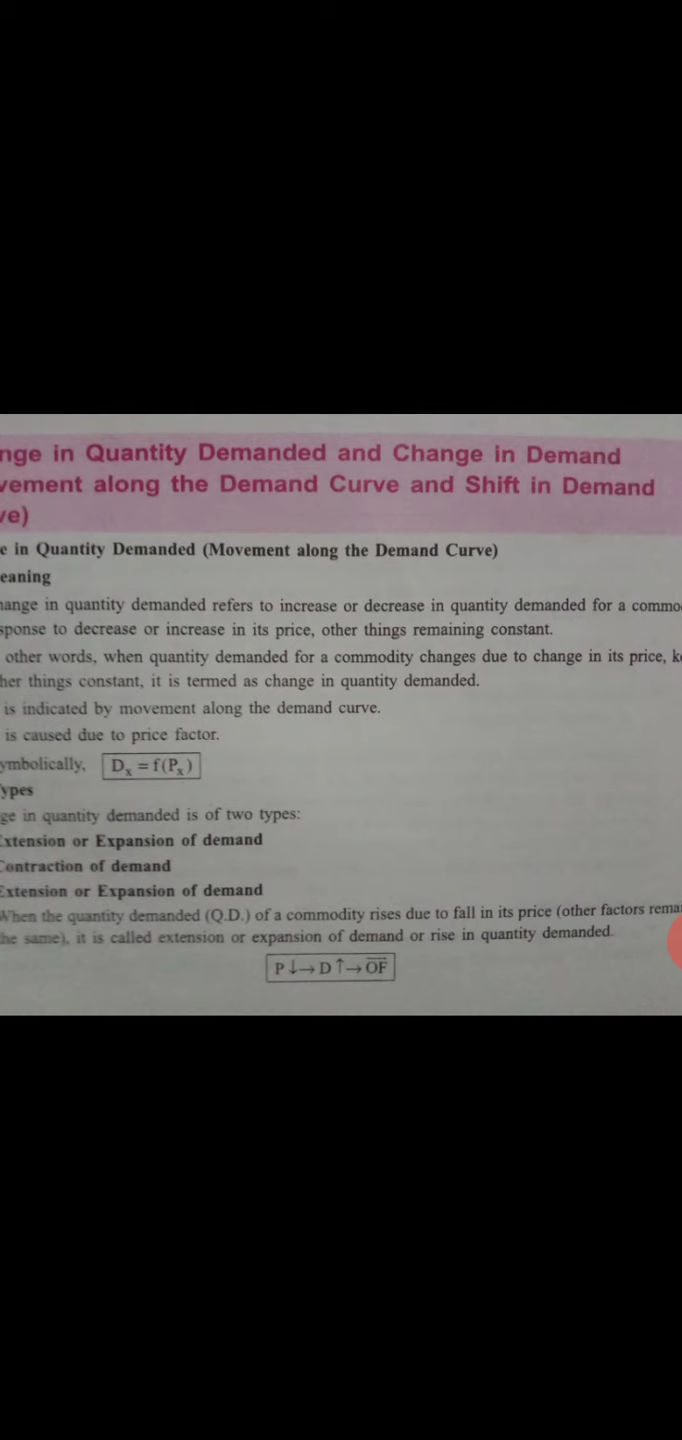 nge in Quantity Demanded and Change in Demand
vement along the Demand Curve and Shift in Demand
ve)
e in Quantity Demanded (Movement along the Demand Curve)
eaning
hange in quantity demanded refers to increase or decrease in quantity demanded for a commo
sponse to decrease or increase in its price, other things remaining constant.
other words, when quantity demanded for a commodity changes due to change in its price, k
her things constant, it is termed as change in quantity demanded.
is indicated by movement along the demand curve.
is caused due to price factor.
ymbolically, Dₓ = f(Pₓ)
ypes
ge in quantity demanded is of two types:
Extension or Expansion of demand
Contraction of demand
Extension or Expansion of demand
When the quantity demanded (Q.D.) of a commodity rises due to fall in its price (other factors rema
he same), it is called extension or expansion of demand or rise in quantity demanded.
P↓→D↑→O̅F̅